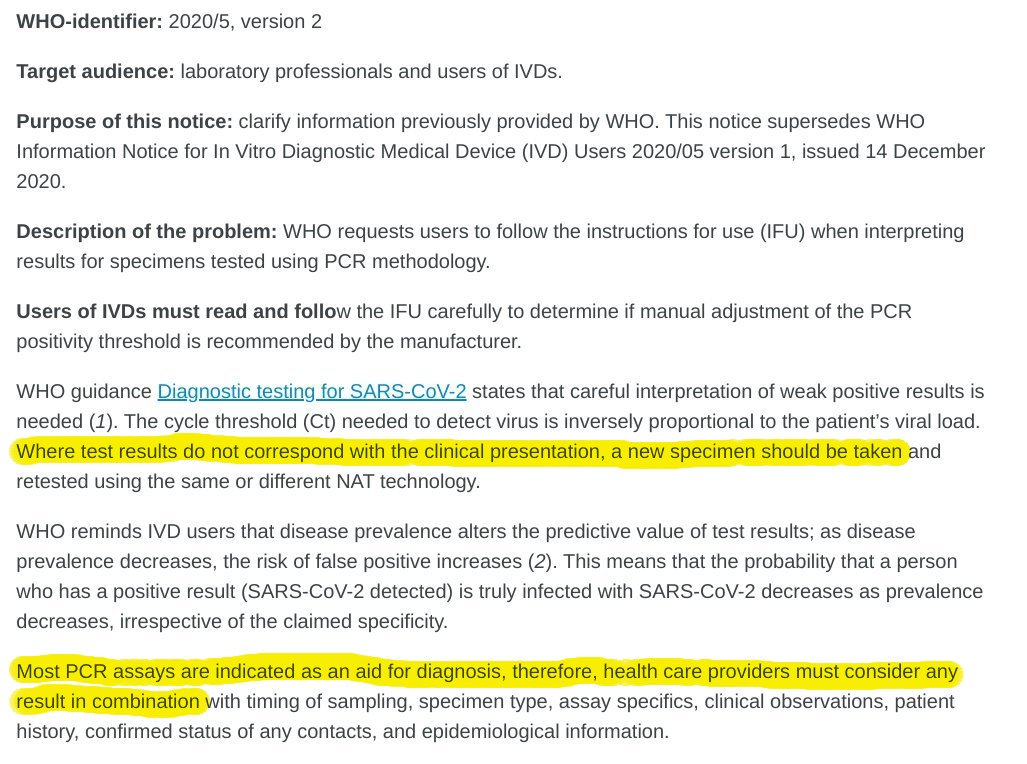 WHO-identifier: 2020/5, version 2
Target audience: laboratory professionals and users of IVDs.
Purpose of this notice: clarify information previously provided by WHO. This notice supersedes WHO
Information Notice for In Vitro Diagnostic Medical Device (IVD) Users 2020/05 version 1, issued 14 December
2020.
Description of the problem: WHO requests users to follow the instructions for use (IFU) when interpreting
results for specimens tested using PCR methodology.
Users of IVDs must read and follow the IFU carefully to determine if manual adjustment of the PCR
positivity threshold is recommended by the manufacturer.
WHO guidance Diagnostic testing for SARS-CoV-2 states that careful interpretation of weak positive results is
needed (1). The cycle threshold (Ct) needed to detect virus is inversely proportional to the patient’s viral load.
Where test results do not correspond with the clinical presentation, a new specimen should be taken and
retested using the same or different NAT technology.
WHO reminds IVD users that disease prevalence alters the predictive value of test results; as disease
prevalence decreases, the risk of false positive increases (2). This means that the probability that a person
who has a positive result (SARS-CoV-2 detected) is truly infected with SARS-CoV-2 decreases as prevalence
decreases, irrespective of the claimed specificity.
Most PCR assays are indicated as an aid for diagnosis, therefore, health care providers must consider any
result in combination with timing of sampling, specimen type, assay specifics, clinical observations, patient
history, confirmed status of any contacts, and epidemiological information.